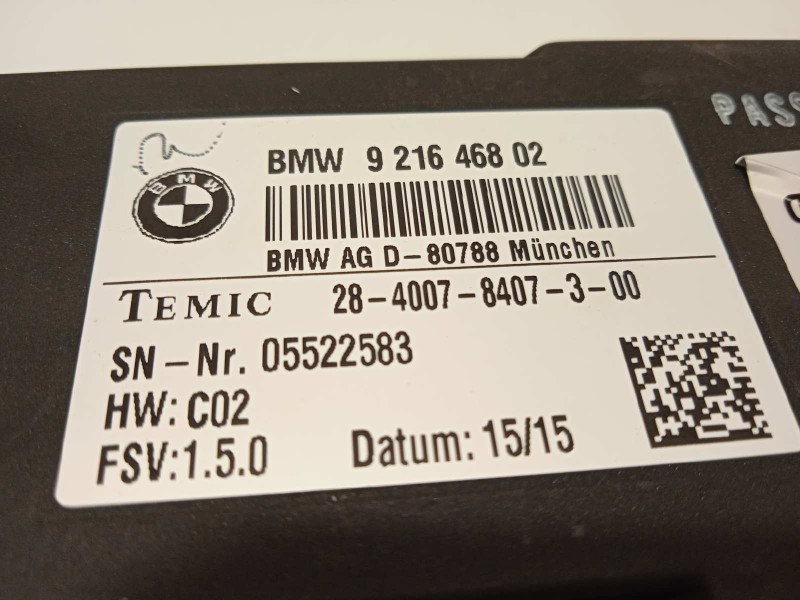 PASS
BMW 9 216 468 02
BMW
BMW AG D-80788 München
TEMIC 28-4007-8407-3-00
SN-Nr. 05522583
HW: C02
FSV:1.5.0 Datum: 15/15